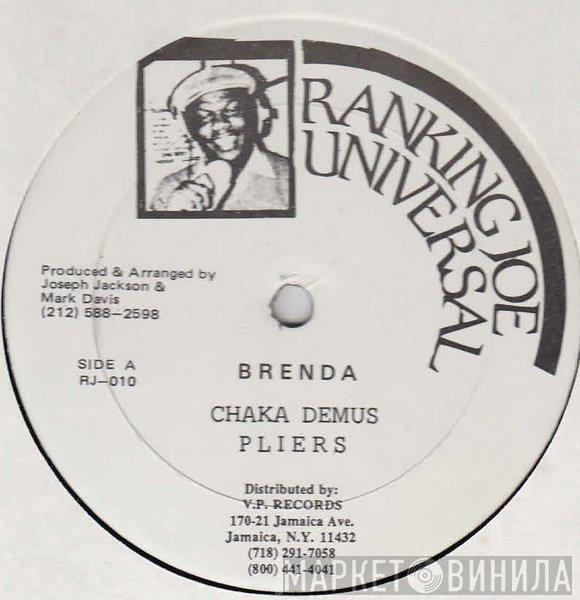 RANKING JOE
UNIVERSAL
Produced & Arranged by
Joseph Jackson &
Mark Davis
(212) 588-2598
SIDE A
RJ-010
BRENDA
CHAKA DEMUS
PLIERS
Distributed by:
V.P. RECORDS
170-21 Jamaica Ave.
Jamaica, N.Y. 11432
(718) 291-7058
(800) 441-4041
МАРКЕТ ВИНИЛА